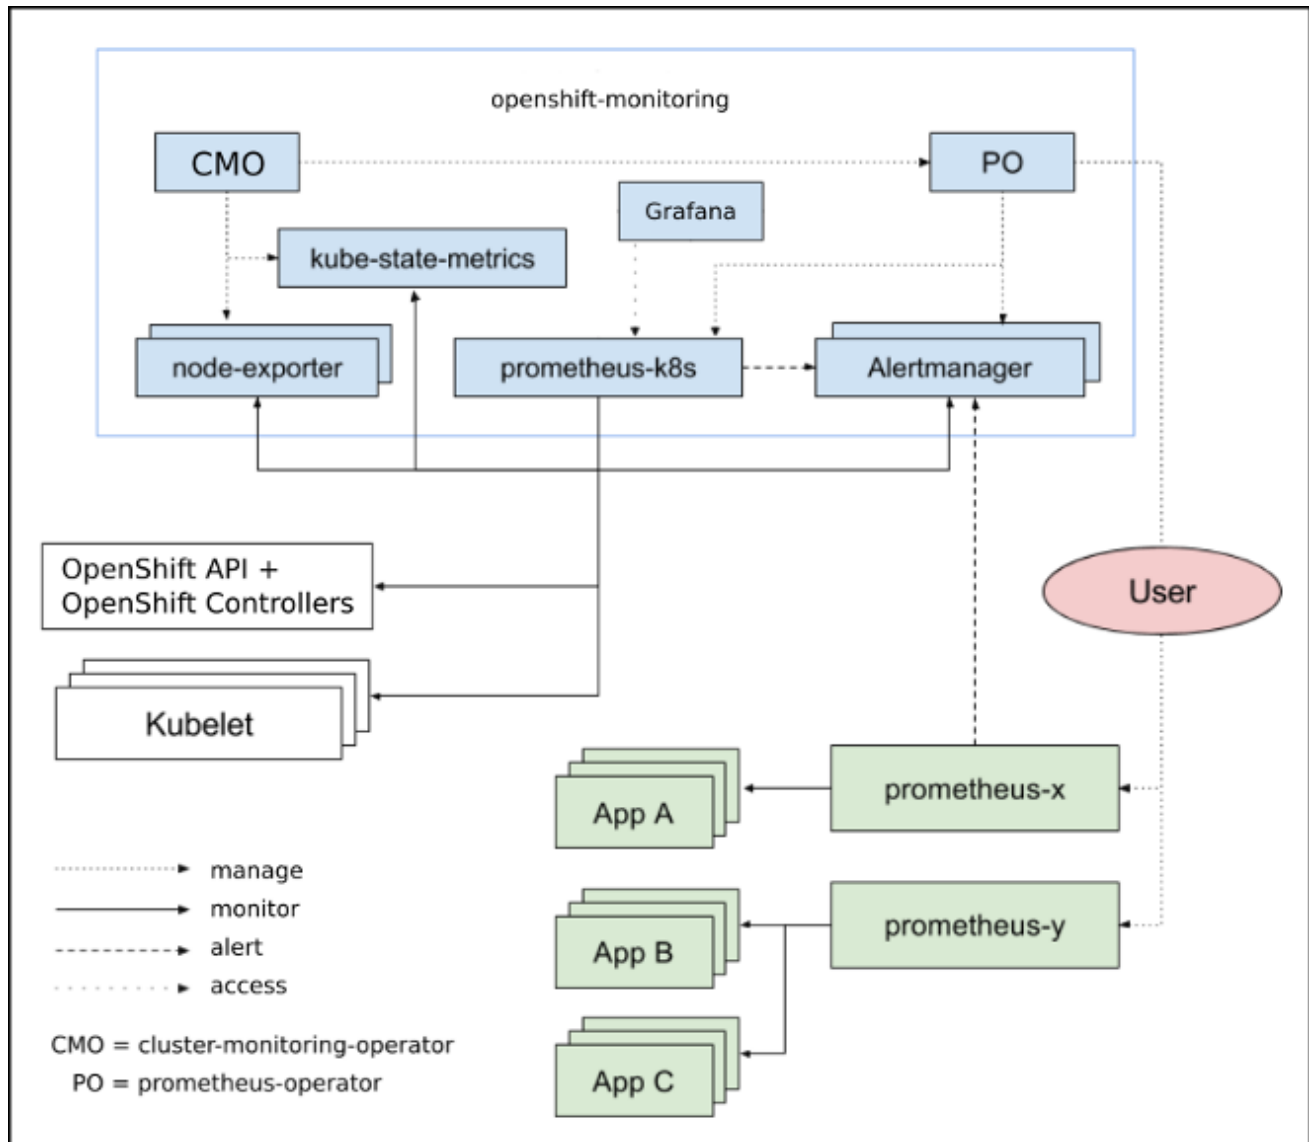 openshift-monitoring
CMO
PO
Grafana
kube-state-metrics
node-exporter
prometheus-k8s
Alertmanager
OpenShift API +
OpenShift Controllers
User
Kubelet
prometheus-x
App A
manage
monitor
prometheus-y
App B
alert
access
CMO = cluster-monitoring-operator
PO = prometheus-operator
App C